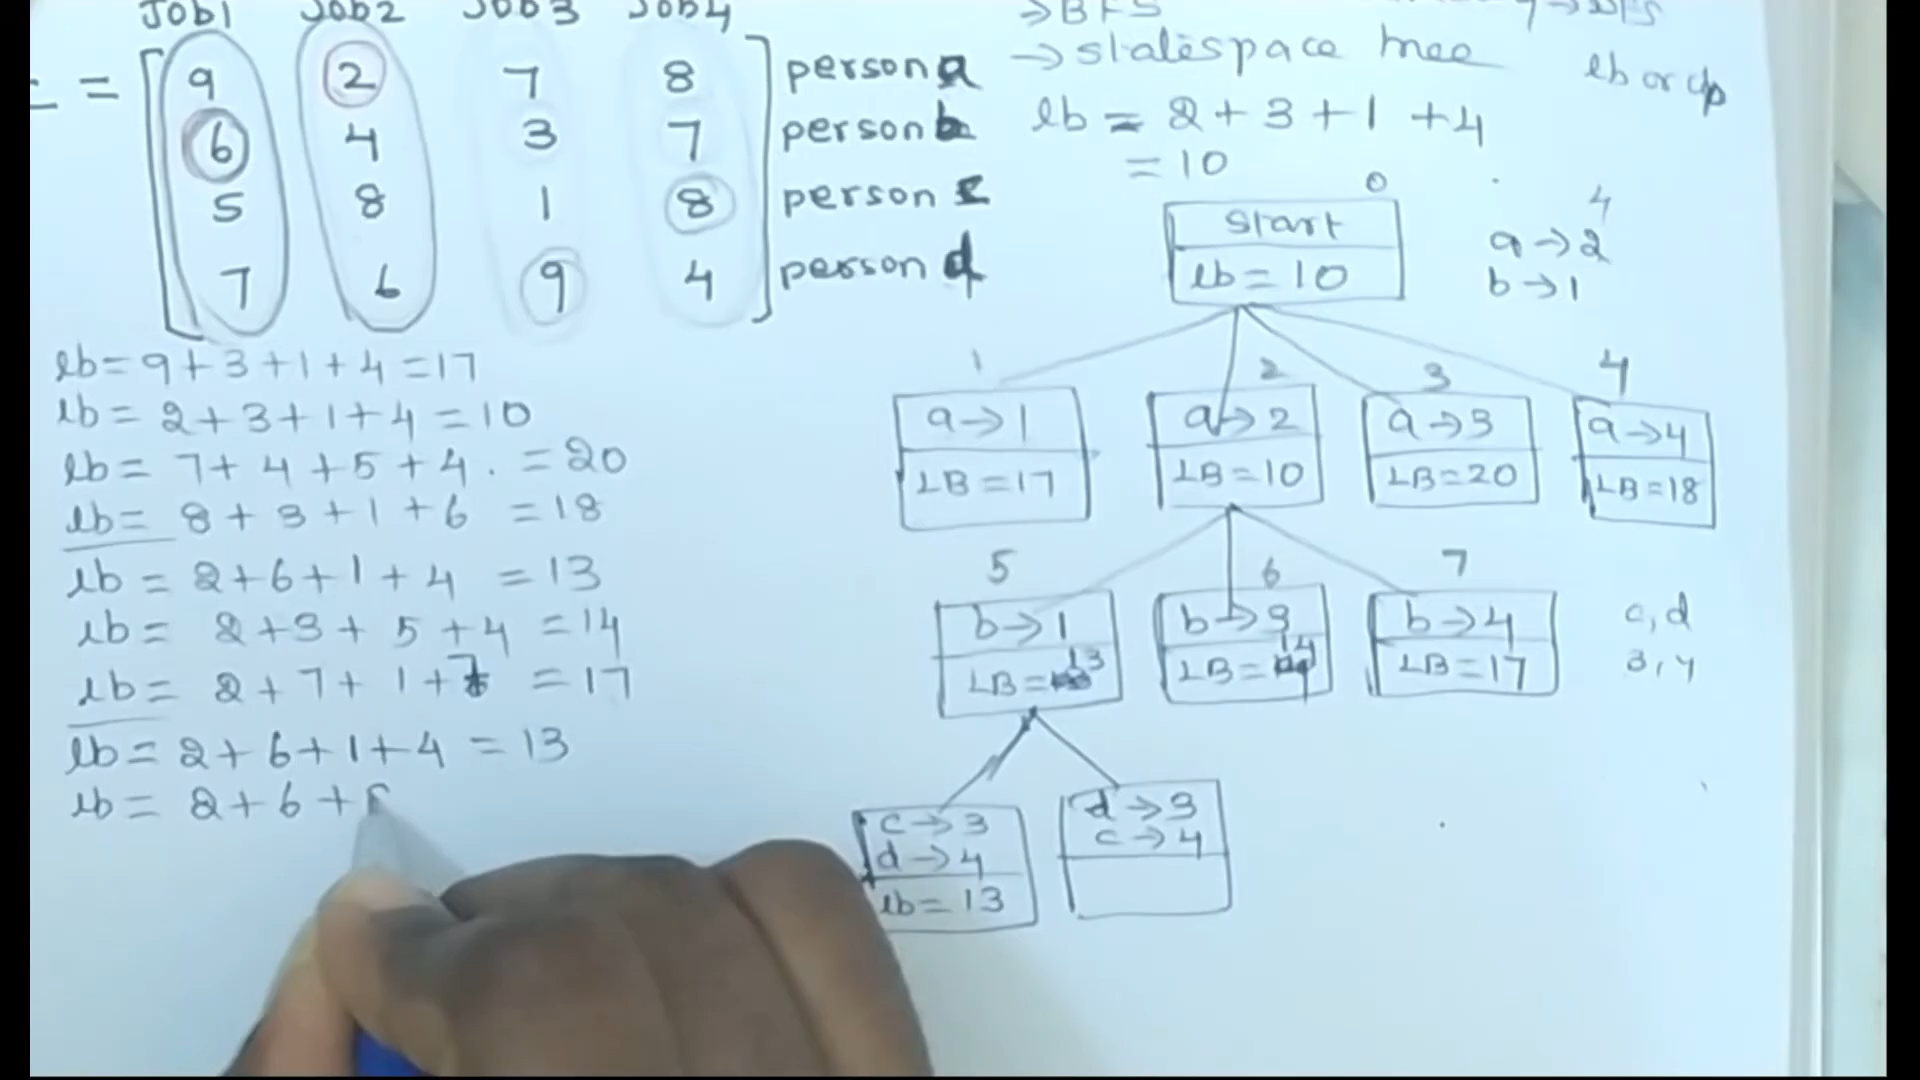 JOB1 JOB2 JOB3 JOB4
= 9 2 7 8 person a
6 4 3 7 person b
5 8 1 8 person c
7 6 9 4 person d
lb = 9 + 3 + 1 + 4 = 17
lb = 2 + 3 + 1 + 4 = 10
lb = 7 + 4 + 5 + 4 . = 20
lb = 8 + 3 + 1 + 6 = 18
lb = 2 + 6 + 1 + 4 = 13
lb = 2 + 3 + 5 + 4 = 14
lb = 2 + 7 + 1 + 7 = 17
lb = 2 + 6 + 1 + 4 = 13
lb = 2 + 6 +
→ BFS
→ statespace tree
lb or up
lb = 2 + 3 + 1 + 4
= 10
0
start
lb = 10
4
a → 2
b → 1
1 2 3 4
a → 1 a → 2 a → 3 a → 4
LB = 17 LB = 10 LB = 20 LB = 18
5 6 7
b → 1 b → 3 b → 4 c, d
LB = 13 LB = 14 LB = 17 3, 4
c → 3
d → 4
lb = 13
d → 3
c → 4